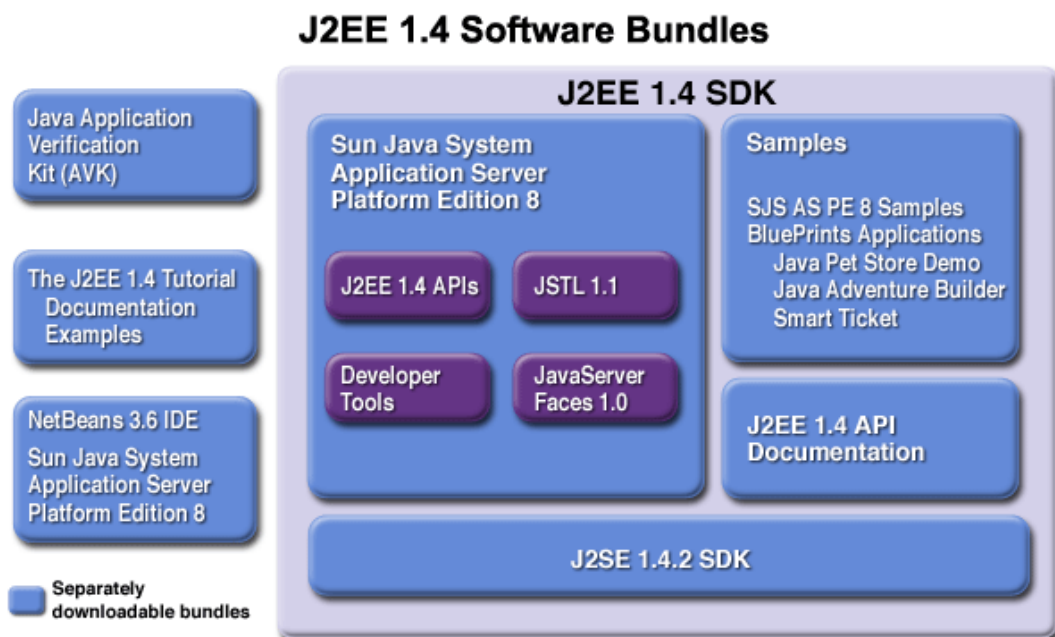 J2EE 1.4 Software Bundles
Java Application
Verification
Kit (AVK)
The J2EE 1.4 Tutorial
Documentation
Examples
NetBeans 3.6 IDE
Sun Java System
Application Server
Platform Edition 8
Separately
downloadable bundles
J2EE 1.4 SDK
Sun Java System
Application Server
Platform Edition 8
J2EE 1.4 APIs
JSTL 1.1
Developer
Tools
JavaServer
Faces 1.0
Samples
SJS AS PE 8 Samples
BluePrints Applications
Java Pet Store Demo
Java Adventure Builder
Smart Ticket
J2EE 1.4 API
Documentation
J2SE 1.4.2 SDK